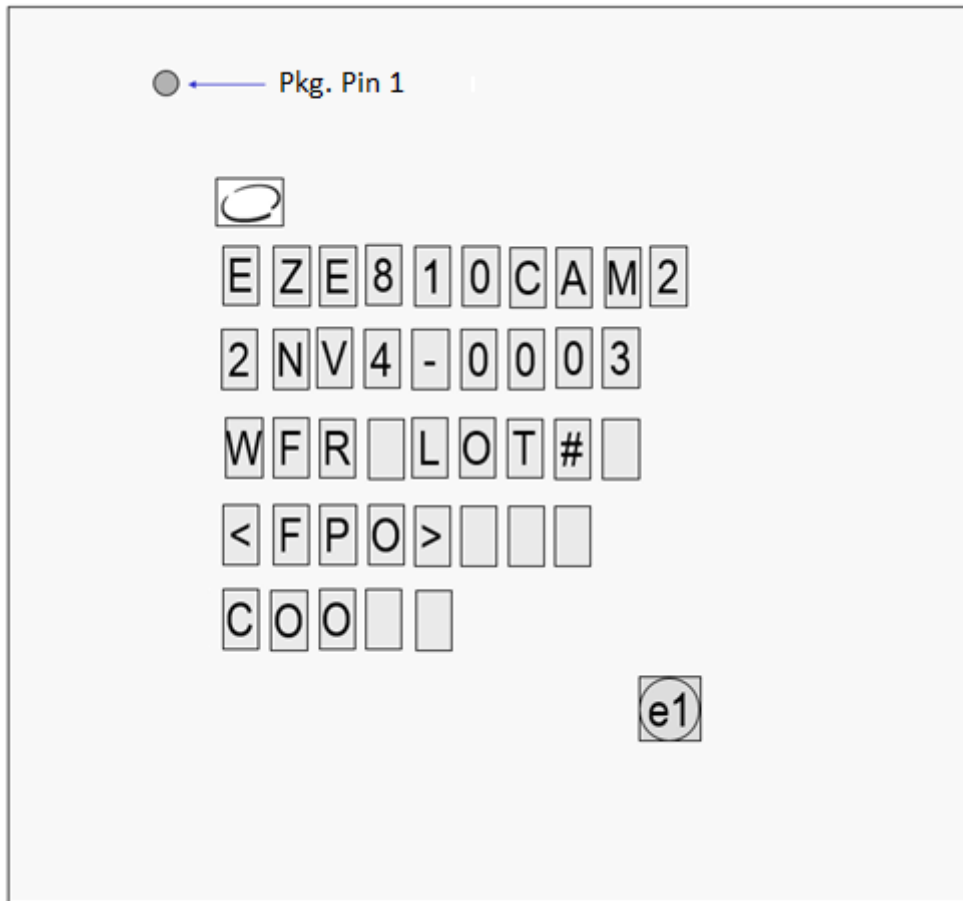 Pkg. Pin 1
EZE810CAM2
2NV4-0003
WFR LOT#
<FPO>
COO
e1